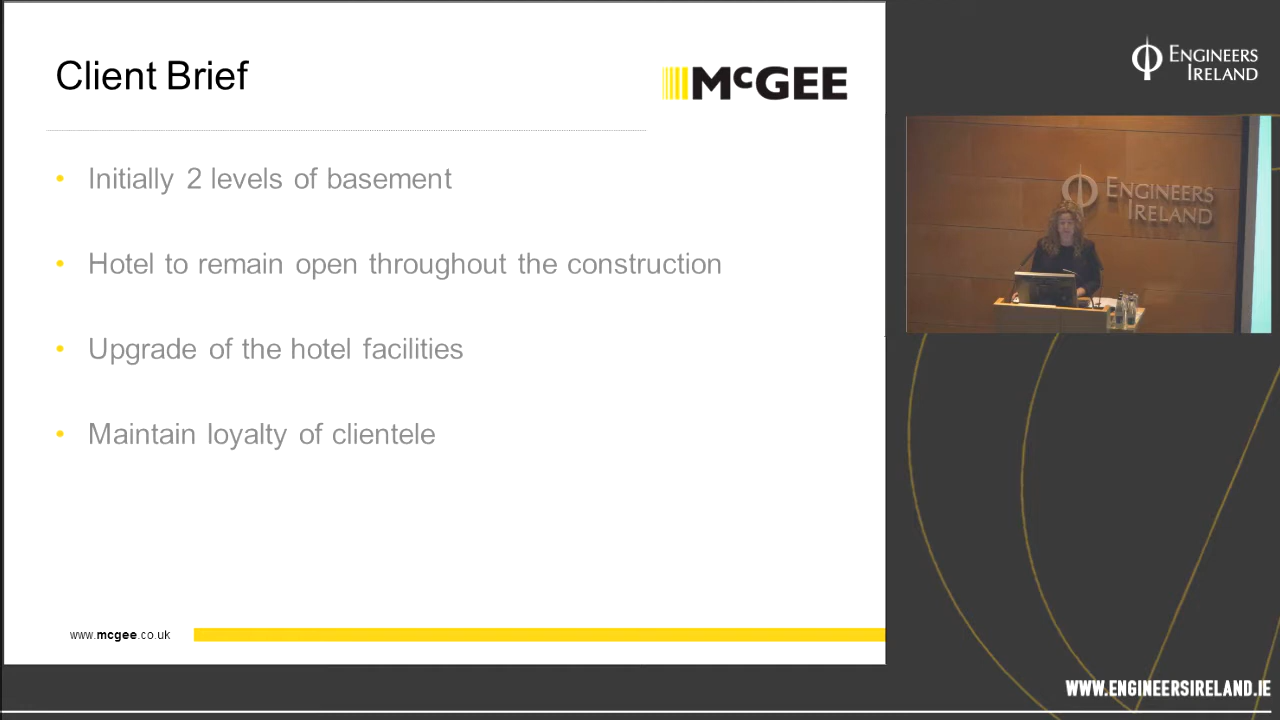 Client Brief
McGEE
• Initially 2 levels of basement
• Hotel to remain open throughout the construction
• Upgrade of the hotel facilities
• Maintain loyalty of clientele
www.mcgee.co.uk
ENGINEERS
IRELAND
ENGINEERS
IRELAND
WWW.ENGINEERSIRELAND.IE